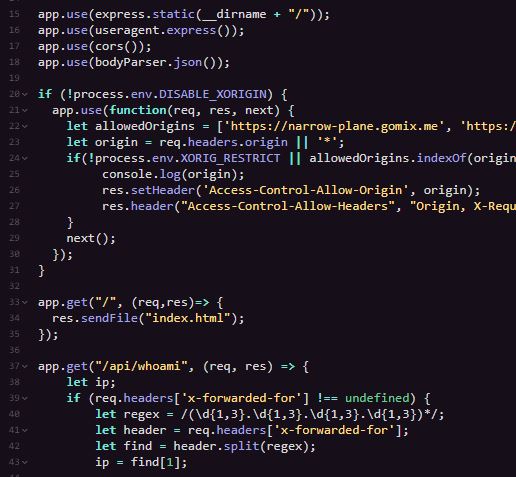 15 app.use(express.static(__dirname + "/"));
16 app.use(useragent.express());
17 app.use(cors());
18 app.use(bodyParser.json());
19
20 if (!process.env.DISABLE_XORIGIN) {
21 app.use(function(req, res, next) {
22 let allowedOrigins = ['https://narrow-plane.gomix.me', 'https:/
23 let origin = req.headers.origin || '*';
24 if(!process.env.XORIG_RESTRICT || allowedOrigins.indexOf(origin
25 console.log(origin);
26 res.setHeader('Access-Control-Allow-Origin', origin);
27 res.header("Access-Control-Allow-Headers", "Origin, X-Requ
28 }
29 next();
30 });
31 }
32
33 app.get("/", (req,res)=> {
34 res.sendFile("index.html");
35 });
36
37 app.get("/api/whoami", (req, res) => {
38 let ip;
39 if (req.headers['x-forwarded-for'] !== undefined) {
40 let regex = /(\d{1,3}.\d{1,3}.\d{1,3}.\d{1,3})*/;
41 let header = req.headers['x-forwarded-for'];
42 let find = header.split(regex);
43 ip = find[1];